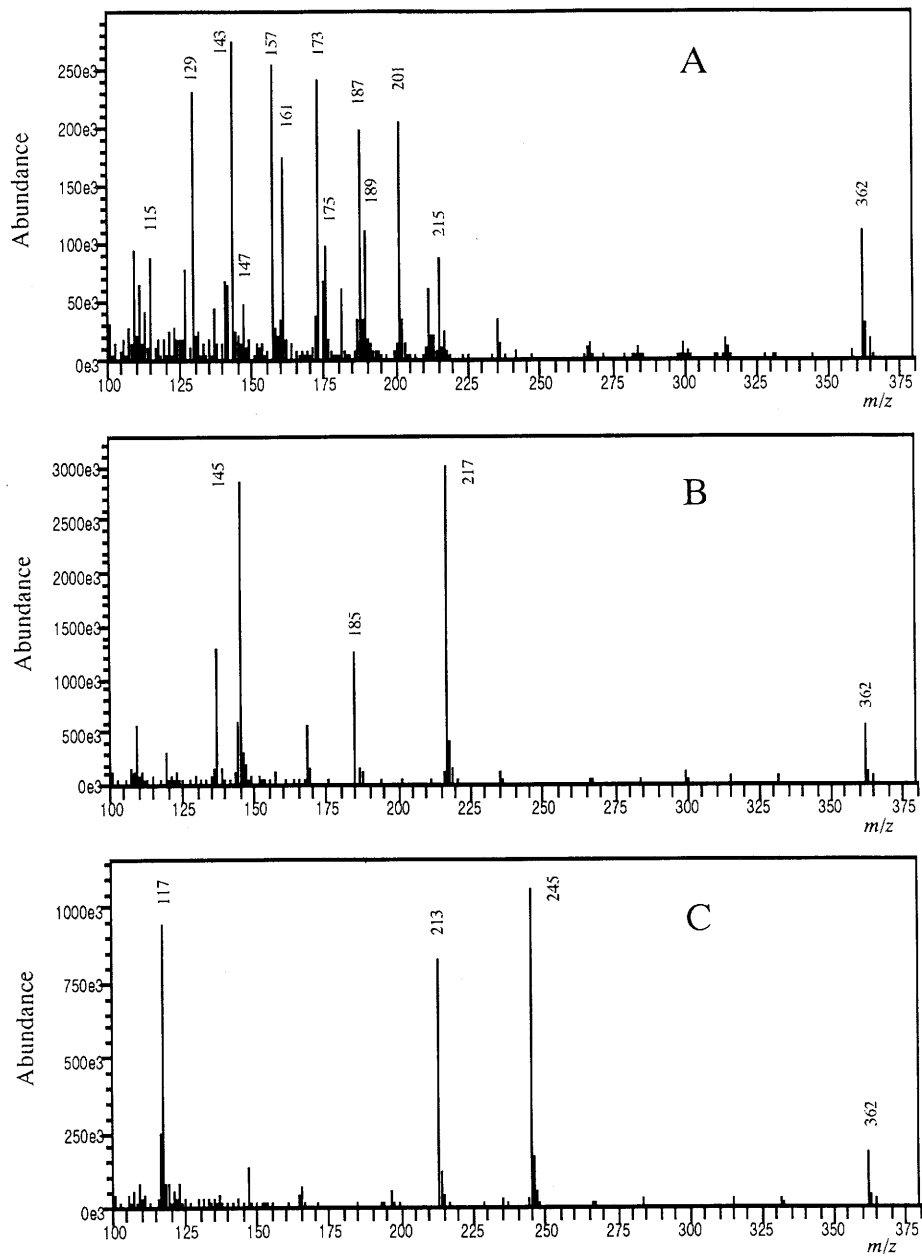 A
Abundance
250e3
200e3
150e3
100e3
50e3
0e3
115
129
143
147
157
161
173
175
187
189
201
215
362
100 125 150 175 200 225 250 275 300 325 350 375
m/z
B
Abundance
3000e3
2500e3
2000e3
1500e3
1000e3
500e3
0e3
145
185
217
362
100 125 150 175 200 225 250 275 300 325 350 375
m/z
C
Abundance
1000e3
750e3
500e3
250e3
0e3
117
213
245
362
100 125 150 175 200 225 250 275 300 325 350 375
m/z